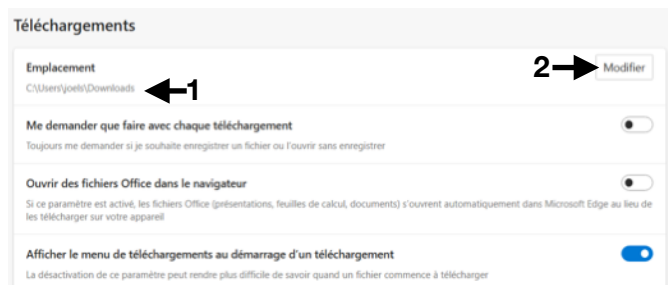 Téléchargements
Emplacement
2 Modifier
C:\Users\joels\Downloads 1
Me demander que faire avec chaque téléchargement
Toujours me demander si je souhaite enregistrer un fichier ou l'ouvrir sans enregistrer
Ouvrir des fichiers Office dans le navigateur
Si ce paramètre est activé, les fichiers Office (présentations, feuilles de calcul, documents) s'ouvrent automatiquement dans Microsoft Edge au lieu de
les télécharger sur votre appareil
Afficher le menu de téléchargements au démarrage d'un téléchargement
La désactivation de ce paramètre peut rendre plus difficile de savoir quand un fichier commence à télécharger